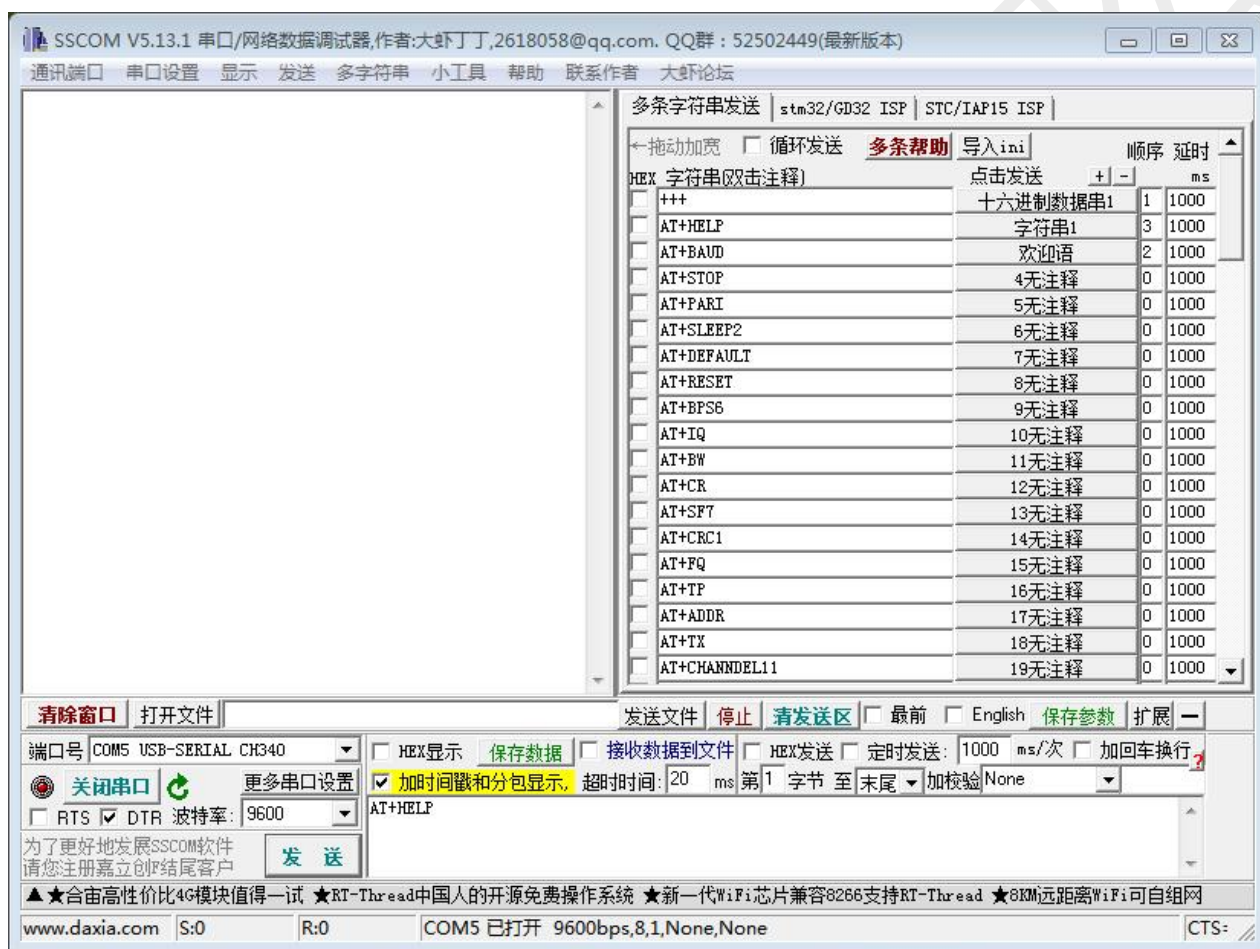 SSCOM V5.13.1 串口/网络数据调试器,作者:大虾丁丁,2618058@qq.com. QQ群：52502449(最新版本)
通讯端口 串口设置 显示 发送 多字符串 小工具 帮助 联系作者 大虾论坛
多条字符串发送 stm32/GD32 ISP STC/IAP15 ISP
←拖动加宽 循环发送 多条帮助 导入ini 顺序 延时
HEX 字符串(双击注释) 点击发送 + - ms
+++ 十六进制数据串1 1 1000
AT+HELP 字符串1 3 1000
AT+BAUD 欢迎语 2 1000
AT+STOP 4无注释 0 1000
AT+PARI 5无注释 0 1000
AT+SLEEP2 6无注释 0 1000
AT+DEFAULT 7无注释 0 1000
AT+RESET 8无注释 0 1000
AT+BPS6 9无注释 0 1000
AT+IQ 10无注释 0 1000
AT+BW 11无注释 0 1000
AT+CR 12无注释 0 1000
AT+SF7 13无注释 0 1000
AT+CRC1 14无注释 0 1000
AT+FQ 15无注释 0 1000
AT+TP 16无注释 0 1000
AT+ADDR 17无注释 0 1000
AT+TX 18无注释 0 1000
AT+CHANNDEL11 19无注释 0 1000
清除窗口 打开文件 发送文件 停止 清发送区 最前 English 保存参数 扩展 —
端口号 COM5 USB-SERIAL CH340 HEX显示 保存数据 接收数据到文件 HEX发送 定时发送: 1000 ms/次 加回车换行 ?
关闭串口 更多串口设置 加时间戳和分包显示, 超时时间: 20 ms 第1 字节 至 末尾 加校验 None
RTS DTR 波特率: 9600 AT+HELP
为了更好地发展SSCOM软件
请您注册嘉立创F结尾客户 发 送
▲★合宙高性价比4G模块值得一试 ★RT-Thread中国人的开源免费操作系统 ★新一代WiFi芯片兼容8266支持RT-Thread ★8KM远距离WiFi可自组网
www.daxia.com S:0 R:0 COM5 已打开 9600bps,8,1,None,None CTS=